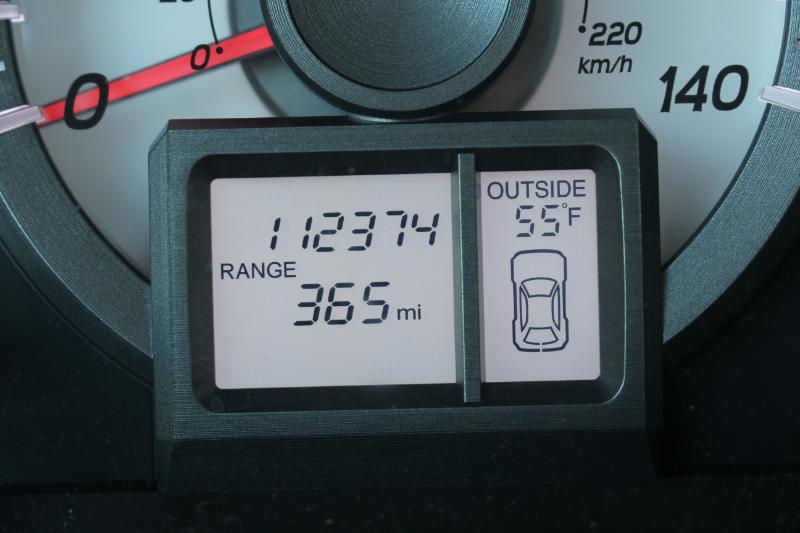 0
0
220
km/h
140
112374
RANGE
365 mi
OUTSIDE
55°F